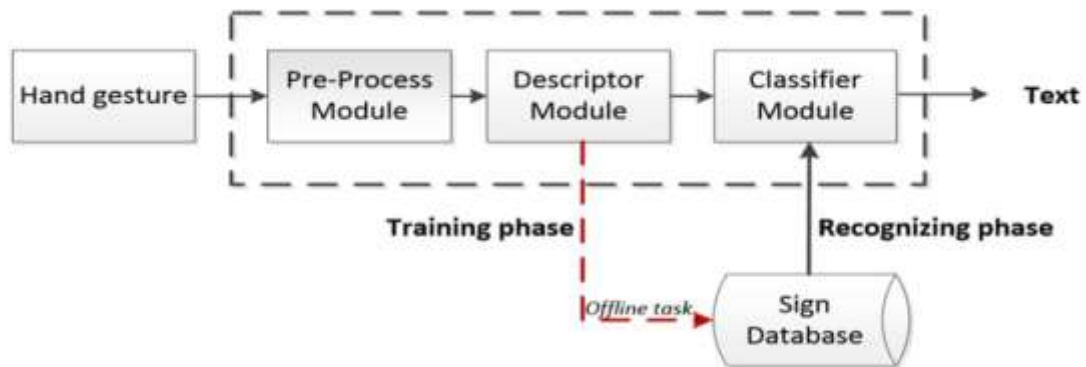 Hand gesture
Pre-Process
Module
Descriptor
Module
Classifier
Module
Text
Training phase
Recognizing phase
Offline task
Sign
Database